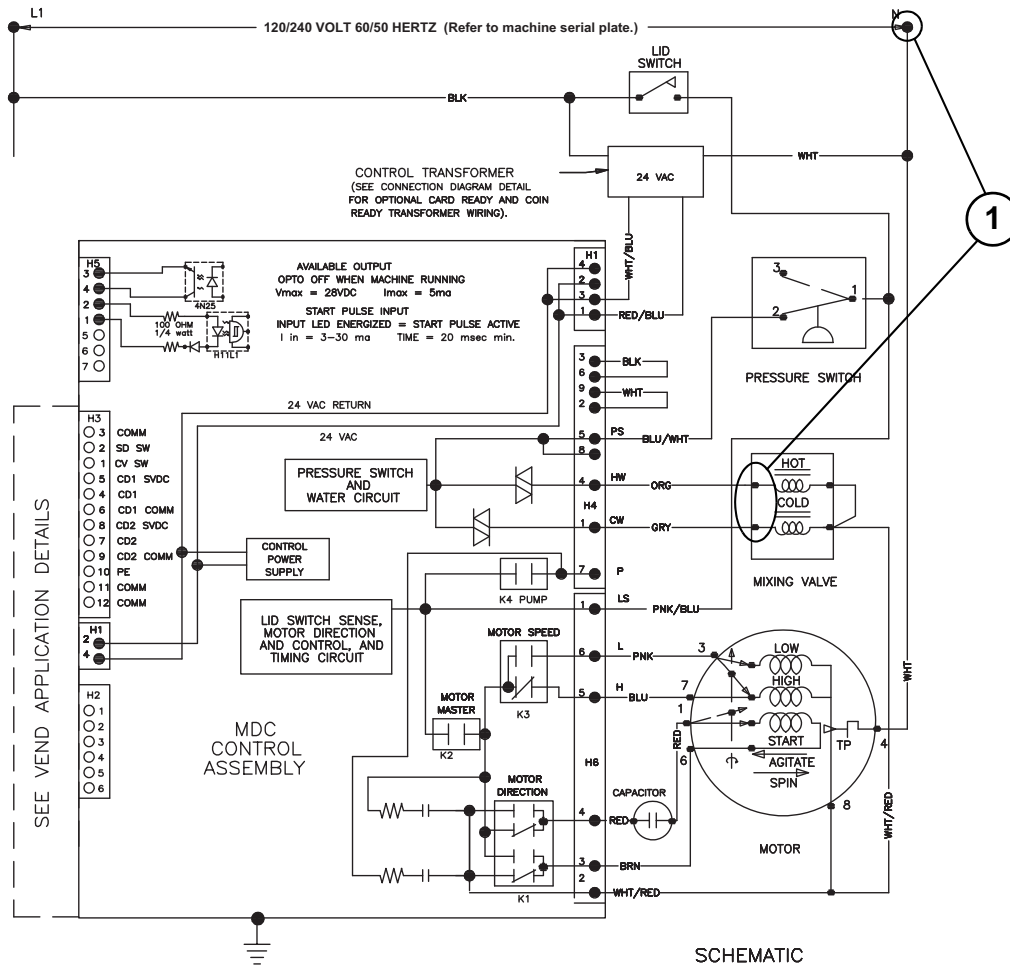 L1
120/240 VOLT 60/50 HERTZ (Refer to machine serial plate.)
N
LID
SWITCH
BLK
WHT
1
CONTROL TRANSFORMER
(SEE CONNECTION DIAGRAM DETAIL
FOR OPTIONAL CARD READY AND COIN
READY TRANSFORMER WIRING).
24 VAC
WHT/BLU
RED/BLU
H5
3
4
2
1
5
6
7
4N25
100 OHM
1/4 watt
H11L1
AVAILABLE OUTPUT
OPTO OFF WHEN MACHINE RUNNING
Vmax = 28VDC Imax = 5ma
START PULSE INPUT
INPUT LED ENERGIZED = START PULSE ACTIVE
I in = 3-30 ma TIME = 20 msec min.
H1
4
2
3
1
3
2
1
PRESSURE SWITCH
3
BLK
6
9
WHT
2
24 VAC RETURN
24 VAC
5
PS
BLU/WHT
8
4
HW
ORG
H4
1
CW
GRY
7
P
PRESSURE SWITCH
AND
WATER CIRCUIT
HOT
COLD
MIXING VALVE
SEE VEND APPLICATION DETAILS
H3
3 COMM
2 SD SW
1 CV SW
5 CD1 SVDC
4 CD1
6 CD1 COMM
8 CD2 SVDC
7 CD2
9 CD2 COMM
10 PE
11 COMM
12 COMM
H1
2
4
H2
1
2
3
4
5
6
CONTROL
POWER
SUPPLY
K4 PUMP
LID SWITCH SENSE,
MOTOR DIRECTION
AND CONTROL, AND
TIMING CIRCUIT
MOTOR SPEED
K3
MOTOR
MASTER
K2
MDC
CONTROL
ASSEMBLY
MOTOR
DIRECTION
K1
1
LS
PNK/BLU
6
L
PNK
5
H
BLU
H6
4
RED
3
BRN
2
WHT/RED
CAPACITOR
RED
3
7
1
6
LOW
HIGH
START
AGITATE
SPIN
TP
4
8
MOTOR
WHT
WHT/RED
SCHEMATIC